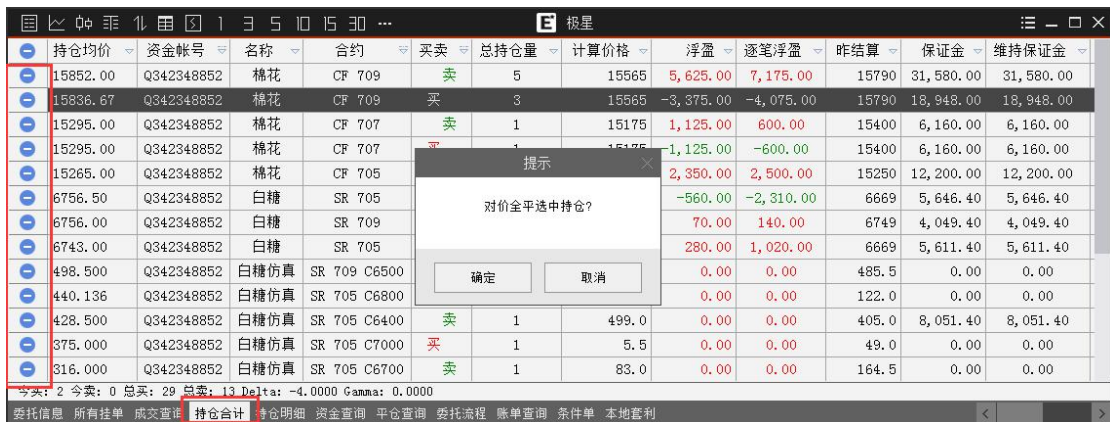 1 3 5 10 15 30 ··· E 极星
持仓均价 资金帐号 名称 合约 买卖 总持仓量 计算价格 浮盈 逐笔浮盈 昨结算 保证金 维持保证金
15852.00 Q342348852 棉花 CF 709 卖 5 15565 5,625.00 7,175.00 15790 31,580.00 31,580.00
15836.67 Q342348852 棉花 CF 709 买 3 15565 -3,375.00 -4,075.00 15790 18,948.00 18,948.00
15295.00 Q342348852 棉花 CF 707 卖 1 15175 1,125.00 600.00 15400 6,160.00 6,160.00
15295.00 Q342348852 棉花 CF 707 买 1 15175 -1,125.00 -600.00 15400 6,160.00 6,160.00
提示
15265.00 Q342348852 棉花 CF 705 2,350.00 2,500.00 15250 12,200.00 12,200.00
对价全平选中持仓?
6756.50 Q342348852 白糖 SR 705 -560.00 -2,310.00 6669 5,646.40 5,646.40
6756.00 Q342348852 白糖 SR 709 70.00 140.00 6749 4,049.40 4,049.40
6743.00 Q342348852 白糖 SR 705 280.00 1,020.00 6669 5,611.40 5,611.40
确定 取消
498.500 Q342348852 白糖仿真 SR 709 C6500 0.00 0.00 485.5 0.00 0.00
440.136 Q342348852 白糖仿真 SR 705 C6800 0.00 0.00 122.0 0.00 0.00
428.500 Q342348852 白糖仿真 SR 705 C6400 卖 1 499.0 0.00 0.00 405.0 8,051.40 8,051.40
375.000 Q342348852 白糖仿真 SR 705 C7000 买 1 5.5 0.00 0.00 49.0 0.00 0.00
316.000 Q342348852 白糖仿真 SR 705 C6700 卖 1 83.0 0.00 0.00 164.5 0.00 0.00
今买: 2 今卖: 0 总买: 29 总卖: 13 Delta: -4.0000 Gamma: 0.0000
委托信息 所有挂单 成交查询 持仓合计 持仓明细 资金查询 平仓查询 委托流程 账单查询 条件单 本地套利